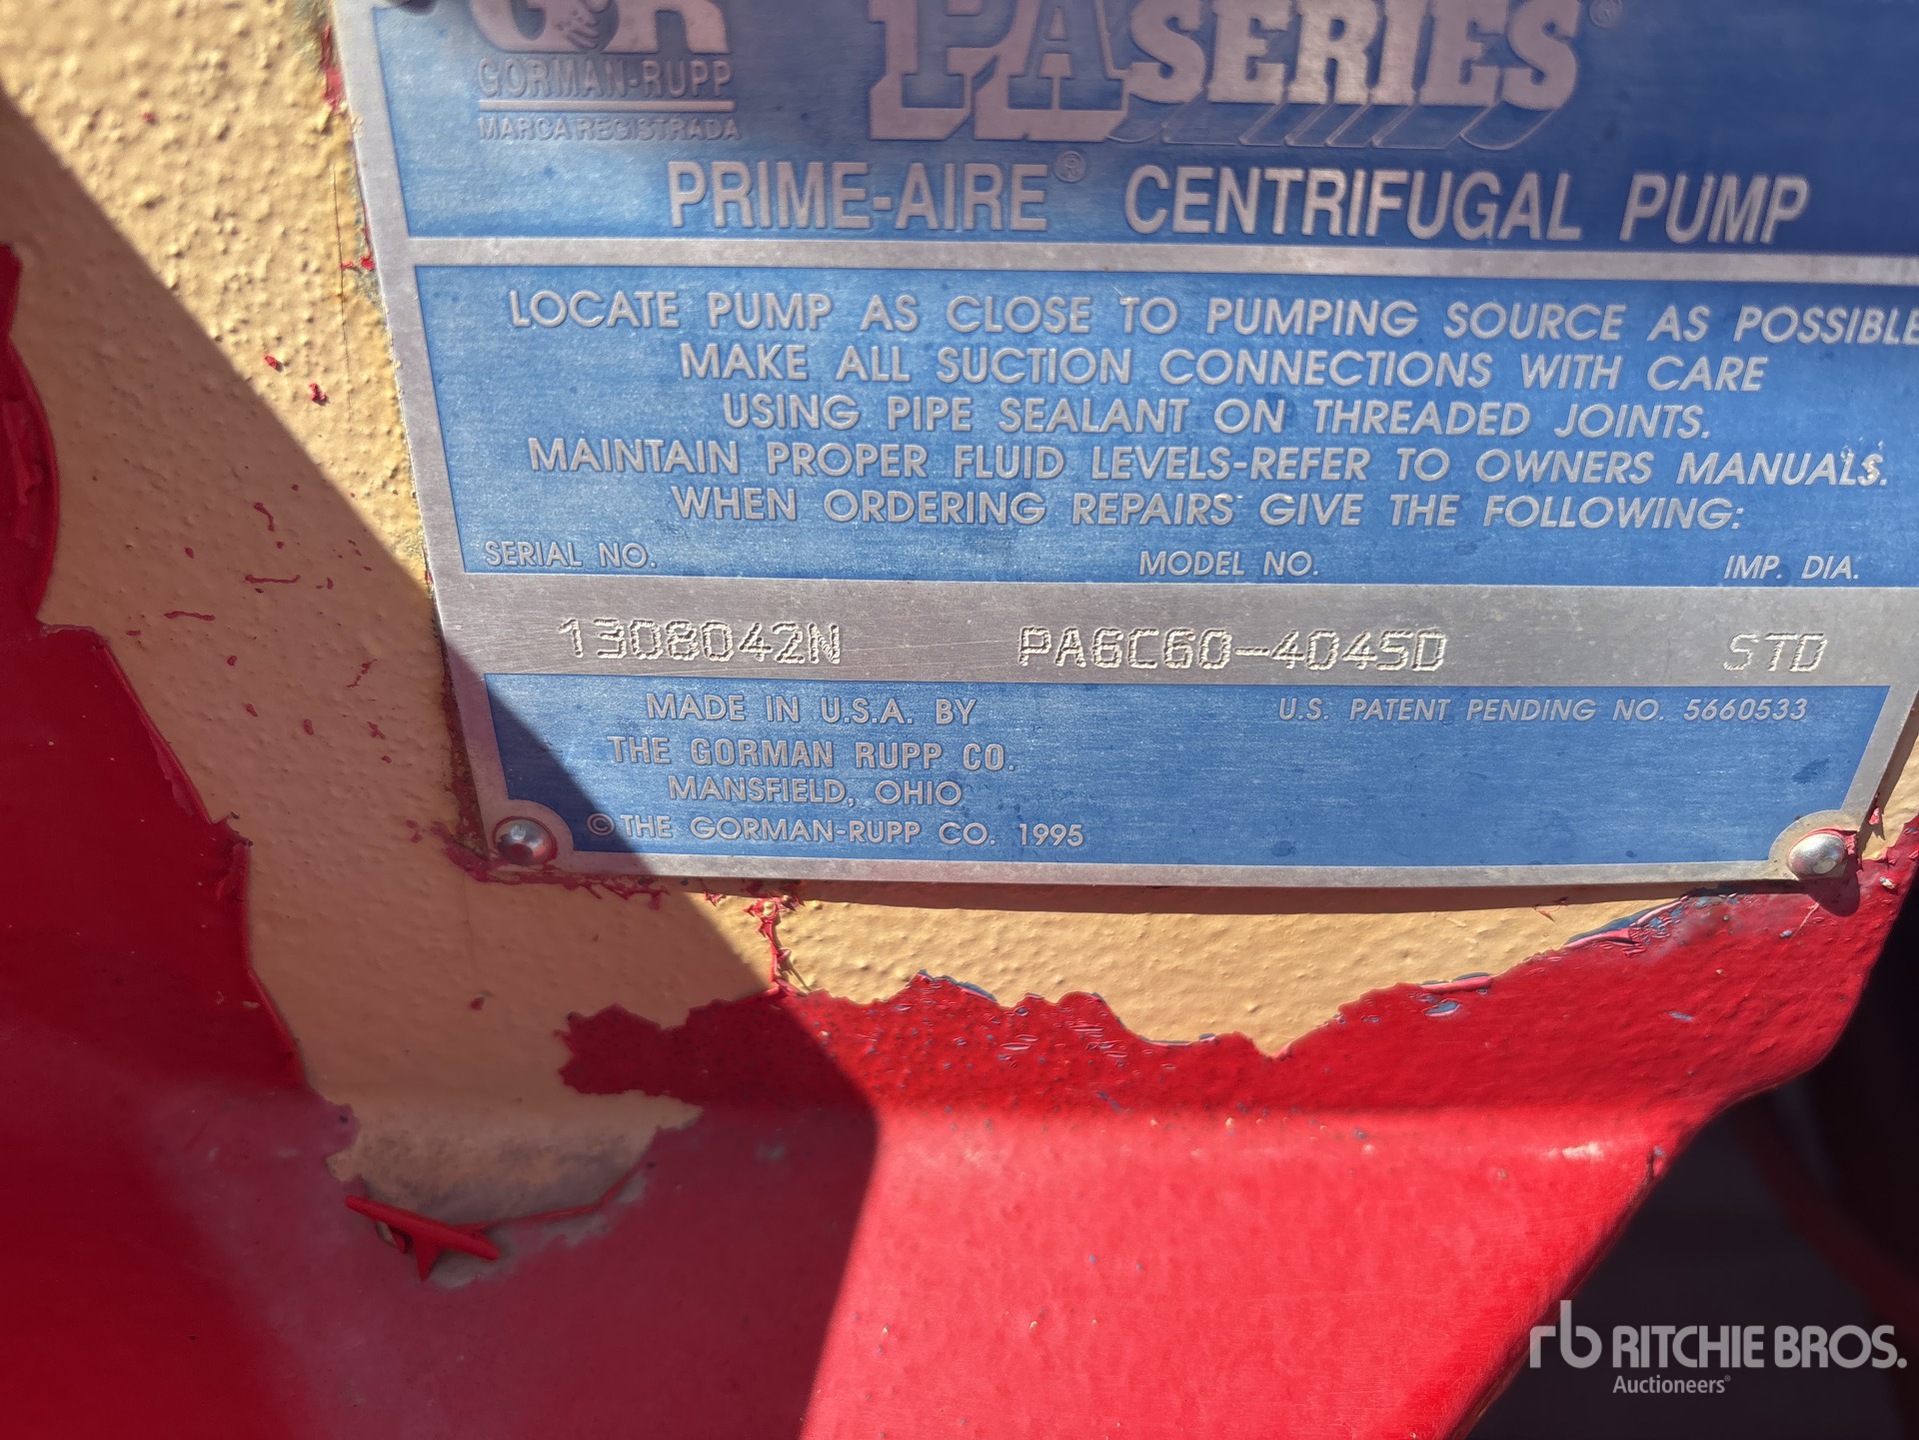 GR
GORMAN-RUPP
MARCA REGISTRADA
PA SERIES®
PRIME-AIRE® CENTRIFUGAL PUMP
LOCATE PUMP AS CLOSE TO PUMPING SOURCE AS POSSIBLE
MAKE ALL SUCTION CONNECTIONS WITH CARE
USING PIPE SEALANT ON THREADED JOINTS.
MAINTAIN PROPER FLUID LEVELS-REFER TO OWNERS MANUALS.
WHEN ORDERING REPAIRS GIVE THE FOLLOWING:
SERIAL NO. MODEL NO. IMP. DIA.
1308042N PA6C60-4045D STD
MADE IN U.S.A. BY U.S. PATENT PENDING NO. 5660533
THE GORMAN RUPP CO.
MANSFIELD, OHIO
© THE GORMAN-RUPP CO. 1995
rb RITCHIE BROS.
Auctioneers®